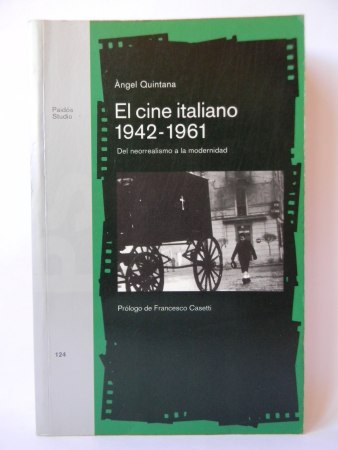 Paidós
Studio
Àngel Quintana
El cine italiano
1942-1961
Del neorrealismo a la modernidad
Prólogo de Francesco Casetti
124